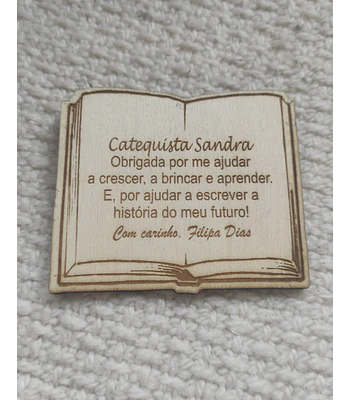 Catequista Sandra
Obrigada por me ajudar
a crescer, a brincar e aprender.
E, por ajudar a escrever a
história do meu futuro!
Com carinho, Filipa Dias